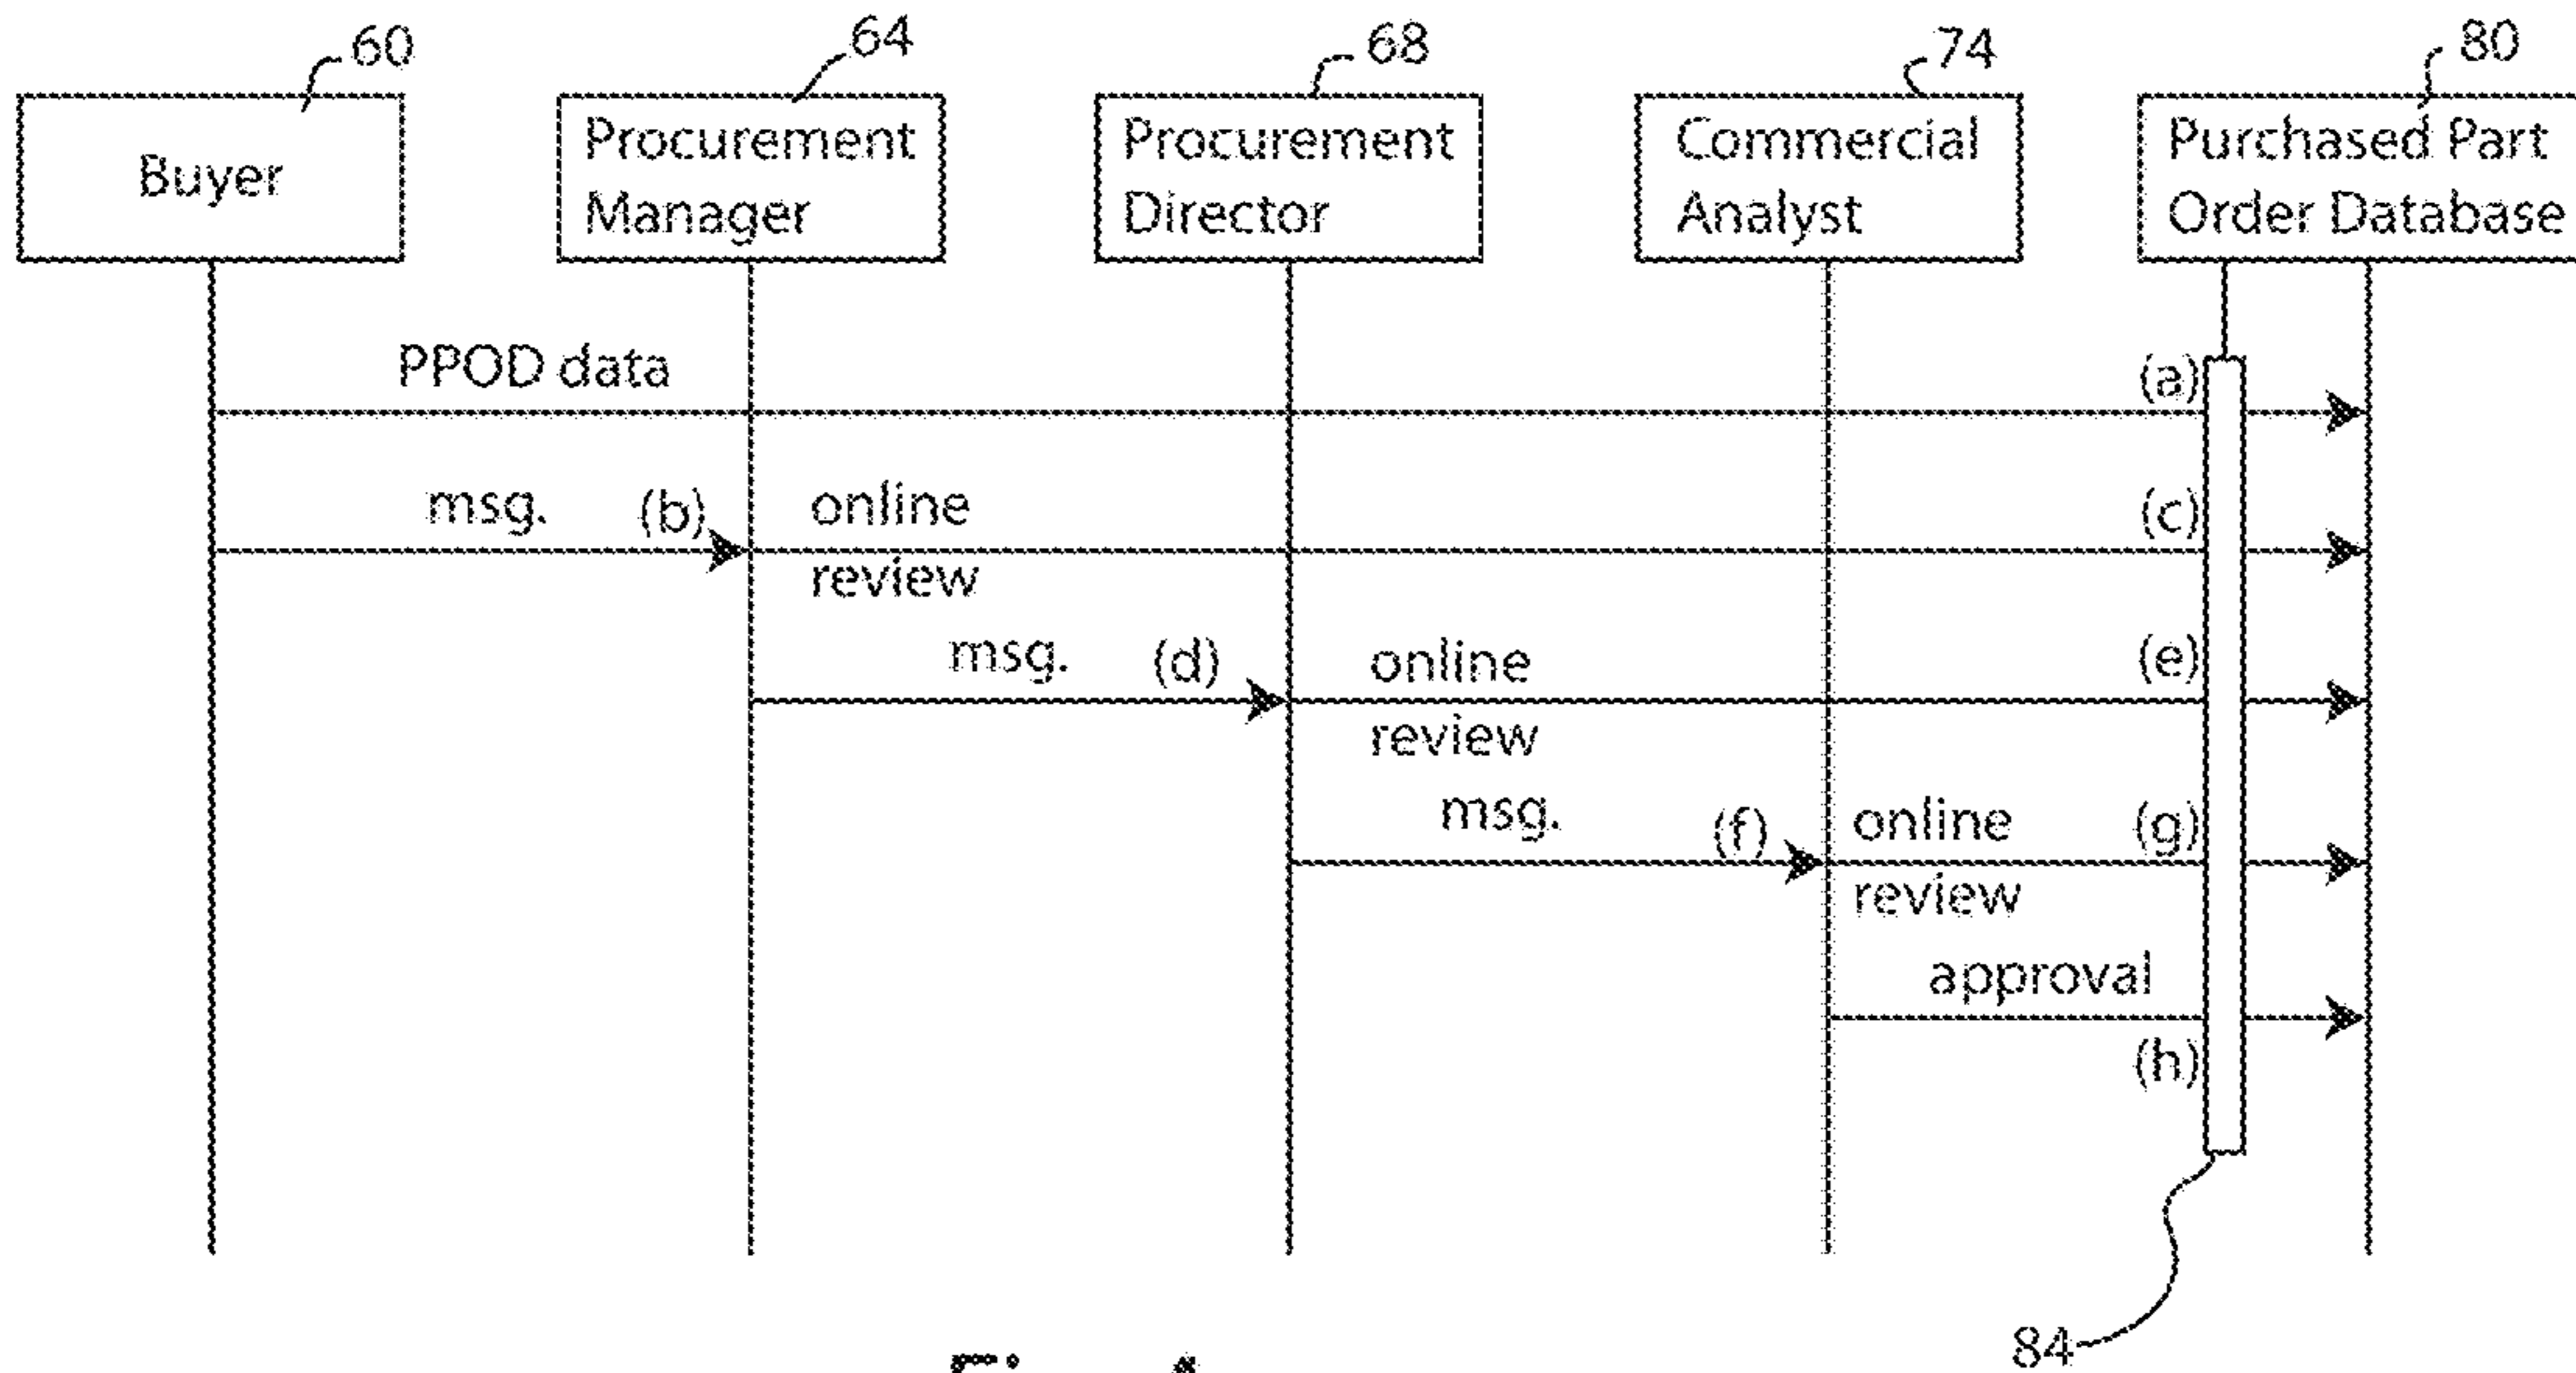 60
64
68
74
80
Buyer
Procurement
Manager
Procurement
Director
Commercial
Analyst
Purchased Part
Order Database
PPOD data
(a)
msg.
(b)
online
review
(c)
msg.
(d)
online
review
(e)
msg.
(f)
online
review
(g)
approval
(h)
84